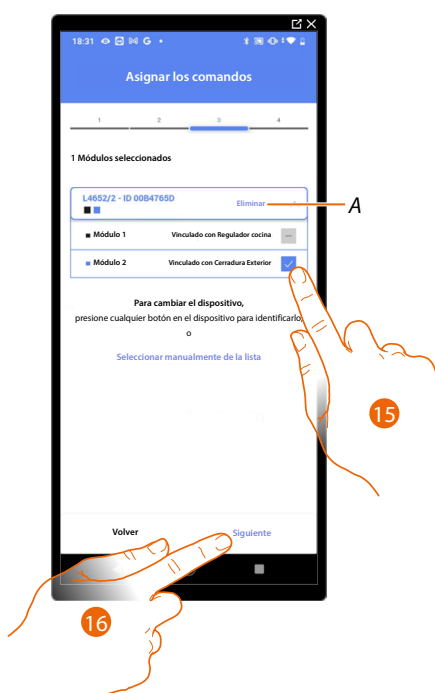 18:31 G
Asignar los comandos
1 2 3 4
1 Módulos seleccionados
L4652/2 - ID 00B4765D
Eliminar
A
Módulo 1 Vinculado con Regulador cocina
Módulo 2 Vinculado con Cerradura Exterior
Para cambiar el dispositivo,
presione cualquier botón en el dispositivo para identificarlo,
o
Seleccionar manualmente de la lista
15
Volver Siguiente
16